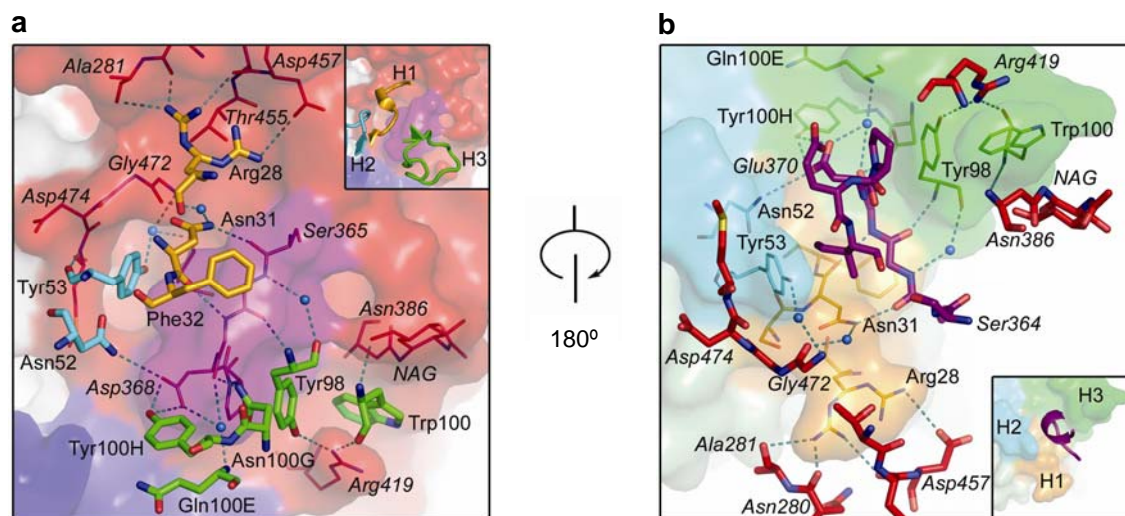 a
Ala281
Asp457
Thr455
Gly472
Arg28
Asp474
Asn31
Ser365
Tyr53
Phe32
Asn386
Asn52
NAG
Asp368
Tyr98
Trp100
Tyr100H
Asn100G
Gln100E
Arg419
H1
H2
H3
180º
b
Gln100E
Arg419
Tyr100H
Trp100
Glu370
Tyr98
NAG
Asn52
Asn386
Tyr53
Asn31
Ser364
Asp474
Gly472
Arg28
Ala281
Asp457
Asn280
H3
H2
H1